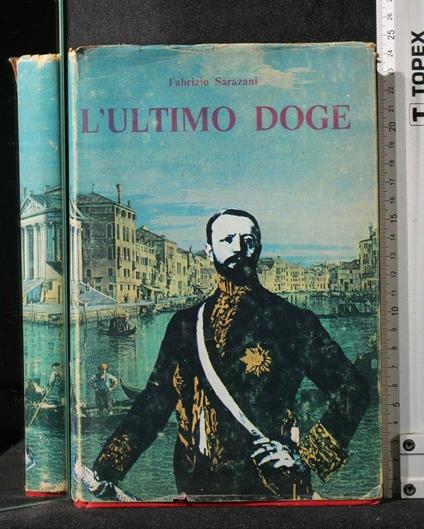 Fabrizio Sarazani
L'ULTIMO DOGE
TOPEX